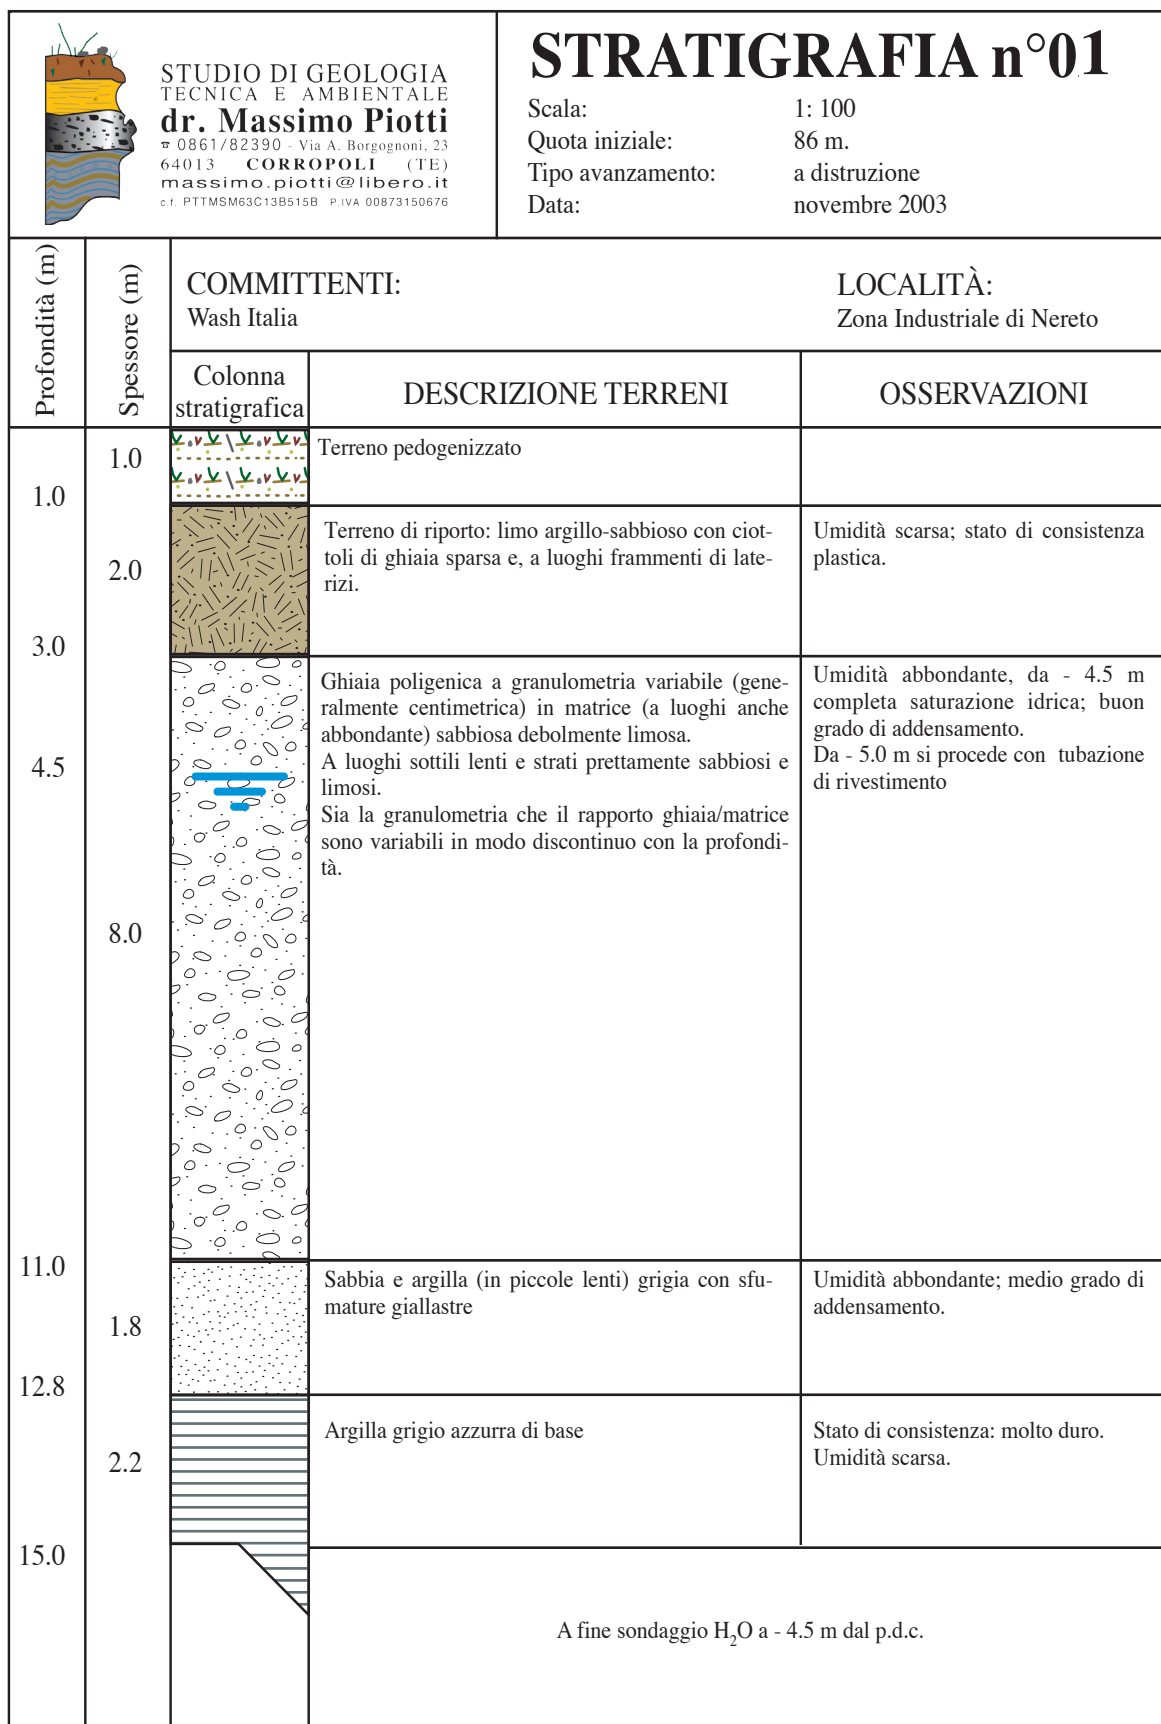 STUDIO DI GEOLOGIA
TECNICA E AMBIENTALE
dr. Massimo Piotti
☎ 0861/82390 - Via A. Borgognoni, 23
64013 CORROPOLI (TE)
massimo.piotti@libero.it
c.f. PTTMSM63C13B515B P.IVA 00873150676
STRATIGRAFIA n°01
Scala: 1: 100
Quota iniziale: 86 m.
Tipo avanzamento: a distruzione
Data: novembre 2003
Profondità (m)
Spessore (m)
COMMITTENTI:
Wash Italia
LOCALITÀ:
Zona Industriale di Nereto
Colonna
stratigrafica
DESCRIZIONE TERRENI
OSSERVAZIONI
1.0
Terreno pedogenizzato
1.0
2.0
Terreno di riporto: limo argillo-sabbioso con ciot-
toli di ghiaia sparsa e, a luoghi frammenti di late-
rizi.
Umidità scarsa; stato di consistenza
plastica.
3.0
Ghiaia poligenica a granulometria variabile (gene-
ralmente centimetrica) in matrice (a luoghi anche
abbondante) sabbiosa debolmente limosa.
A luoghi sottili lenti e strati prettamente sabbiosi e
limosi.
Sia la granulometria che il rapporto ghiaia/matrice
sono variabili in modo discontinuo con la profondi-
tà.
Umidità abbondante, da - 4.5 m
completa saturazione idrica; buon
grado di addensamento.
Da - 5.0 m si procede con tubazione
di rivestimento
4.5
8.0
11.0
Sabbia e argilla (in piccole lenti) grigia con sfu-
mature giallastre
Umidità abbondante; medio grado di
addensamento.
1.8
12.8
Argilla grigio azzurra di base
Stato di consistenza: molto duro.
Umidità scarsa.
2.2
15.0
A fine sondaggio H₂O a - 4.5 m dal p.d.c.